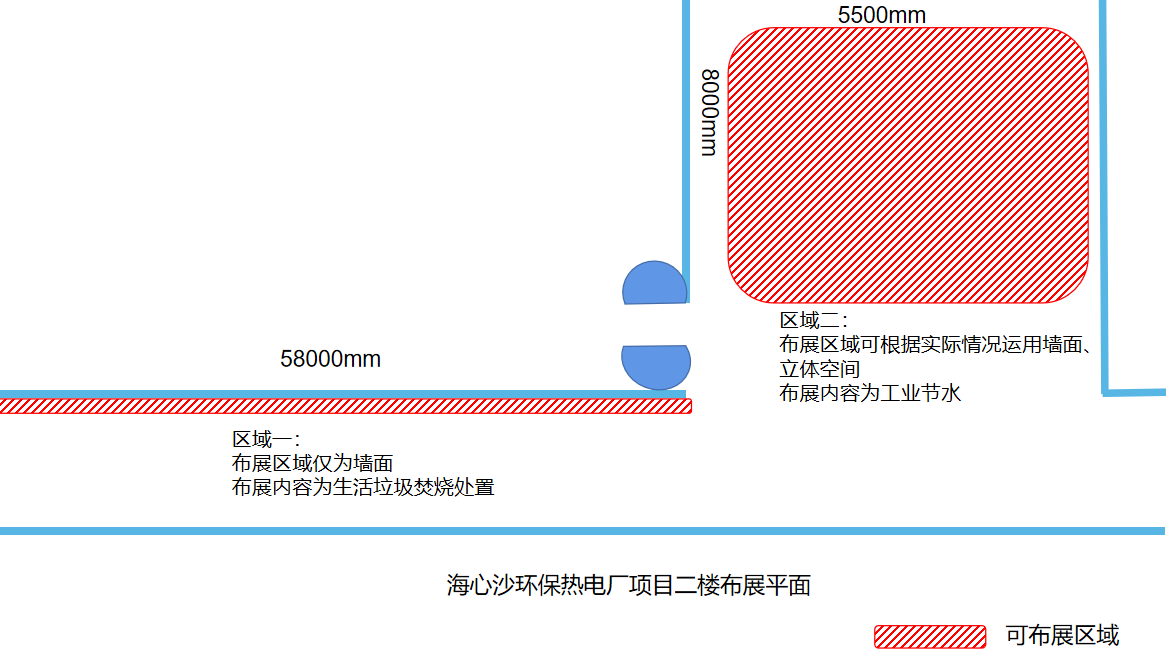 5500mm
8000mm
区域二：
布展区域可根据实际情况运用墙面、
立体空间
布展内容为工业节水
58000mm
区域一：
布展区域仅为墙面
布展内容为生活垃圾焚烧处置
海心沙环保热电厂项目二楼布展平面
可布展区域